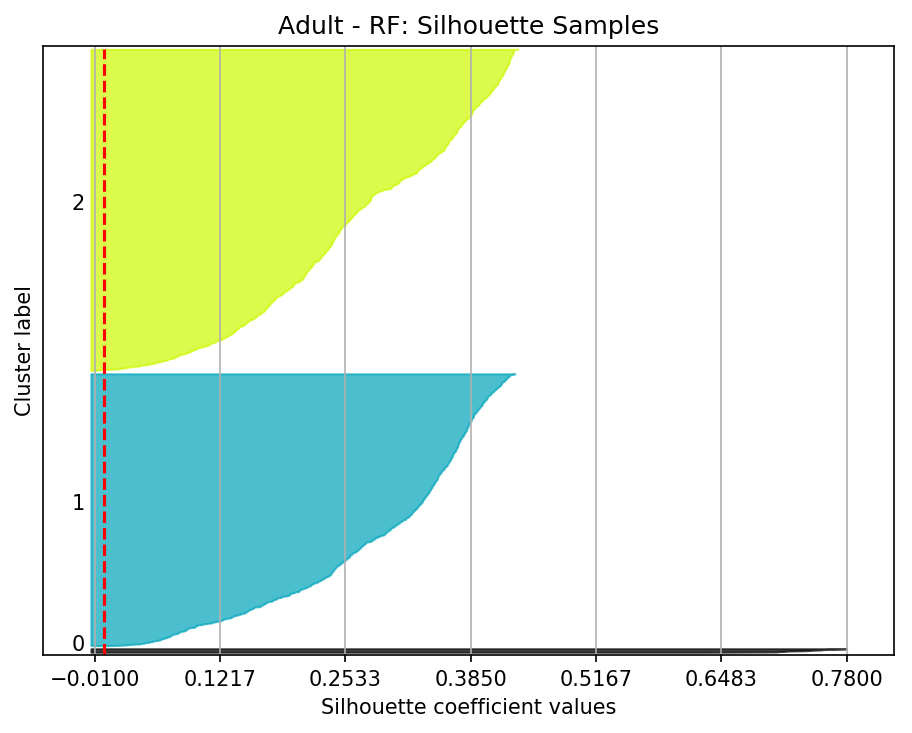 Adult - RF: Silhouette Samples
Cluster label
2
1
0
−0.0100 0.1217 0.2533 0.3850 0.5167 0.6483 0.7800
Silhouette coefficient values